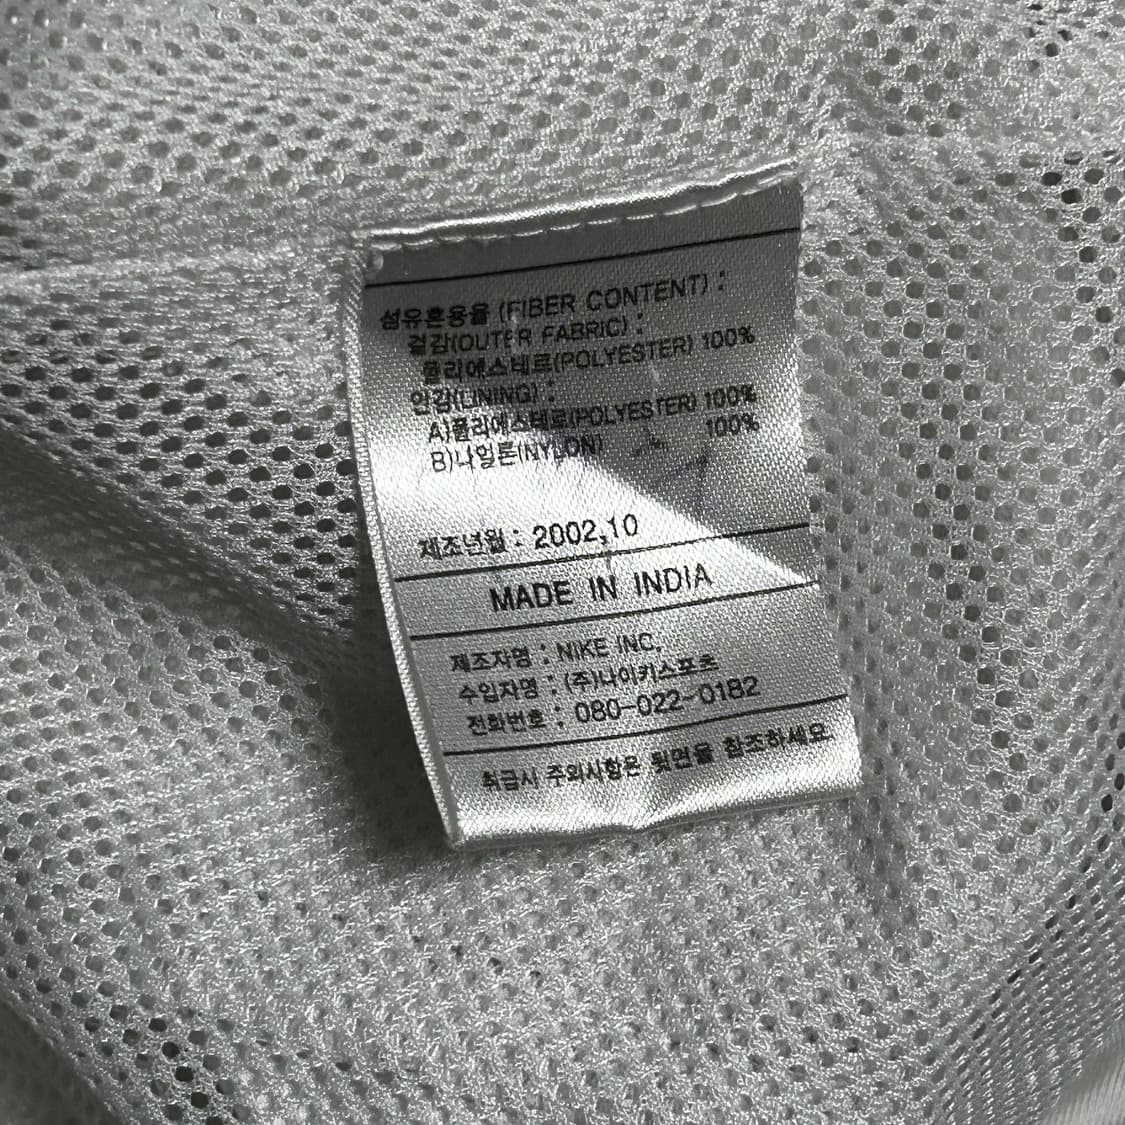 섬유혼용율 (FIBER CONTENT) :
겉감(OUTER FABRIC) :
폴리에스테르(POLYESTER) 100%
안감(LINING) :
A)폴리에스테르(POLYESTER) 100%
B)나일론(NYLON) 100%
제조년월 : 2002,10
MADE IN INDIA
제조자명 : NIKE INC.
수입자명 : (주)나이키스포츠
전화번호 : 080-022-0182
취급시 주의사항은 뒷면을 참조하세요.